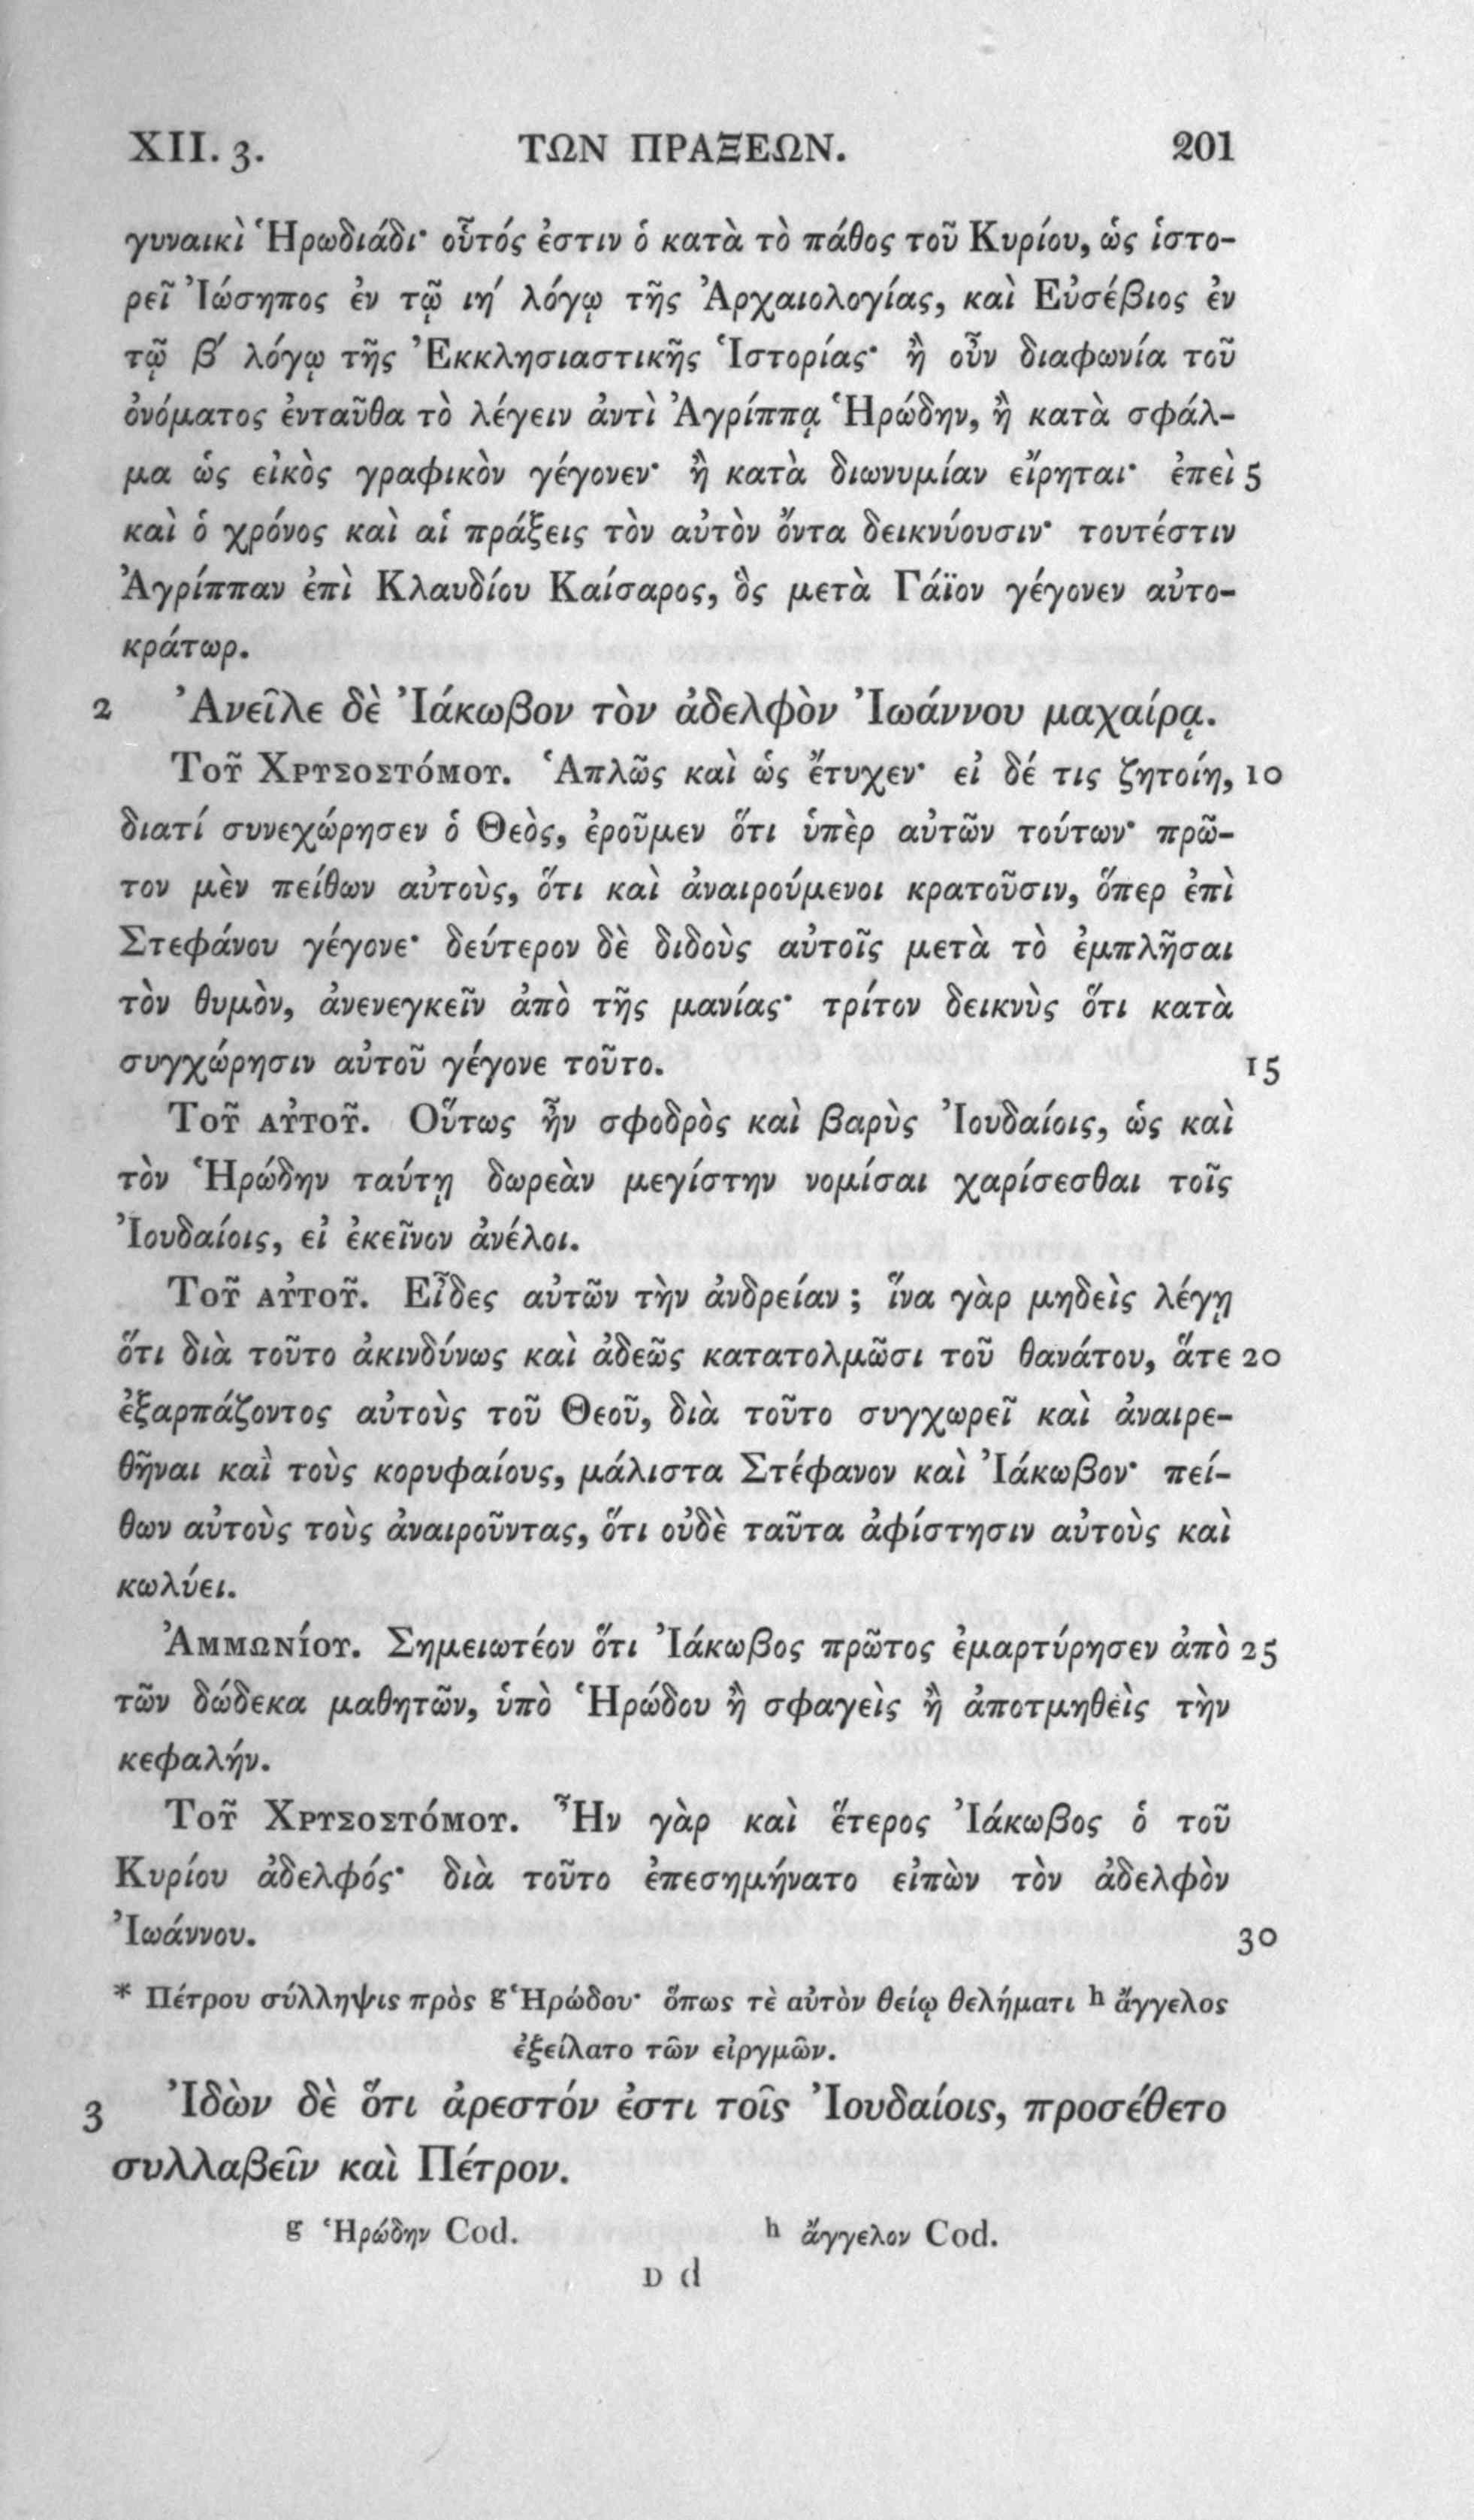 XII. 3. ΤΩΝ ΠΡΑΞΕΩΝ. 201
γυναικὶ Ἡρωδιάδι· οὗτός ἐστιν ὁ κατὰ τὸ πάθος τοῦ Κυρίου, ὡς ἱστο-
ρεῖ Ἰώσηπος ἐν τῷ ιη΄ λόγῳ τῆς Ἀρχαιολογίας, καὶ Εὐσέβιος ἐν
τῷ β΄ λόγῳ τῆς Ἐκκλησιαστικῆς Ἱστορίας· ἢ οὖν διαφωνία τοῦ
ὀνόματος ἐνταῦθα τὸ λέγειν ἀντὶ Ἀγρίππᾳ Ἡρώδην, ἢ κατὰ σφάλ-
μα ὡς εἰκὸς γραφικὸν γέγονεν· ἢ κατὰ διωνυμίαν εἴρηται· ἐπεὶ 5
καὶ ὁ χρόνος καὶ αἱ πράξεις τὸν αὐτὸν ὄντα δεικνύουσιν· τουτέστιν
Ἀγρίππαν ἐπὶ Κλαυδίου Καίσαρος, ὃς μετὰ Γάϊον γέγονεν αὐτο-
κράτωρ.
2 Ἀνεῖλε δὲ Ἰάκωβον τὸν ἀδελφὸν Ἰωάννου μαχαίρᾳ.
Τοῦ Χρυσοστόμου. Ἁπλῶς καὶ ὡς ἔτυχεν· εἰ δέ τις ζητοίη, 10
διατί συνεχώρησεν ὁ Θεὸς, ἐροῦμεν ὅτι ὑπὲρ αὐτῶν τούτων· πρῶ-
τον μὲν πείθων αὐτοὺς, ὅτι καὶ ἀναιρούμενοι κρατοῦσιν, ὅπερ ἐπὶ
Στεφάνου γέγονε· δεύτερον δὲ διδοὺς αὐτοῖς μετὰ τὸ ἐμπλῆσαι
τὸν θυμὸν, ἀνενεγκεῖν ἀπὸ τῆς μανίας· τρίτον δεικνὺς ὅτι κατὰ
συγχώρησιν αὐτοῦ γέγονε τοῦτο. 15
Τοῦ αὐτοῦ. Οὕτως ἦν σφοδρὸς καὶ βαρὺς Ἰουδαίοις, ὡς καὶ
τὸν Ἡρώδην ταύτῃ δωρεὰν μεγίστην νομίσαι χαρίσεσθαι τοῖς
Ἰουδαίοις, εἰ ἐκεῖνον ἀνέλοι.
Τοῦ αὐτοῦ. Εἶδες αὐτῶν τὴν ἀνδρείαν ; ἵνα γὰρ μηδεὶς λέγῃ
ὅτι διὰ τοῦτο ἀκινδύνως καὶ ἀδεῶς κατατολμῶσι τοῦ θανάτου, ἅτε 20
ἐξαρπάζοντος αὐτοὺς τοῦ Θεοῦ, διὰ τοῦτο συγχωρεῖ καὶ ἀναιρε-
θῆναι καὶ τοὺς κορυφαίους, μάλιστα Στέφανον καὶ Ἰάκωβον· πεί-
θων αὐτοὺς τοὺς ἀναιροῦντας, ὅτι οὐδὲ ταῦτα ἀφίστησιν αὐτοὺς καὶ
κωλύει.
Ἀμμωνίου. Σημειωτέον ὅτι Ἰάκωβος πρῶτος ἐμαρτύρησεν ἀπὸ 25
τῶν δώδεκα μαθητῶν, ὑπὸ Ἡρώδου ἢ σφαγεὶς ἢ ἀποτμηθεὶς τὴν
κεφαλήν.
Τοῦ Χρυσοστόμου. Ἦν γὰρ καὶ ἕτερος Ἰάκωβος ὁ τοῦ
Κυρίου ἀδελφός· διὰ τοῦτο ἐπεσημήνατο εἰπὼν τὸν ἀδελφὸν
Ἰωάννου. 30
* Πέτρου σύλληψις πρὸς g Ἡρώδου· ὅπως τὲ αὐτὸν θείῳ θελήματι h ἄγγελος
ἐξείλατο τῶν εἰργμῶν.
3 Ἰδὼν δὲ ὅτι ἀρεστόν ἐστι τοῖς Ἰουδαίοις, προσέθετο
συλλαβεῖν καὶ Πέτρον.
g Ἡρώδην Cod. h ἄγγελον Cod.
D d